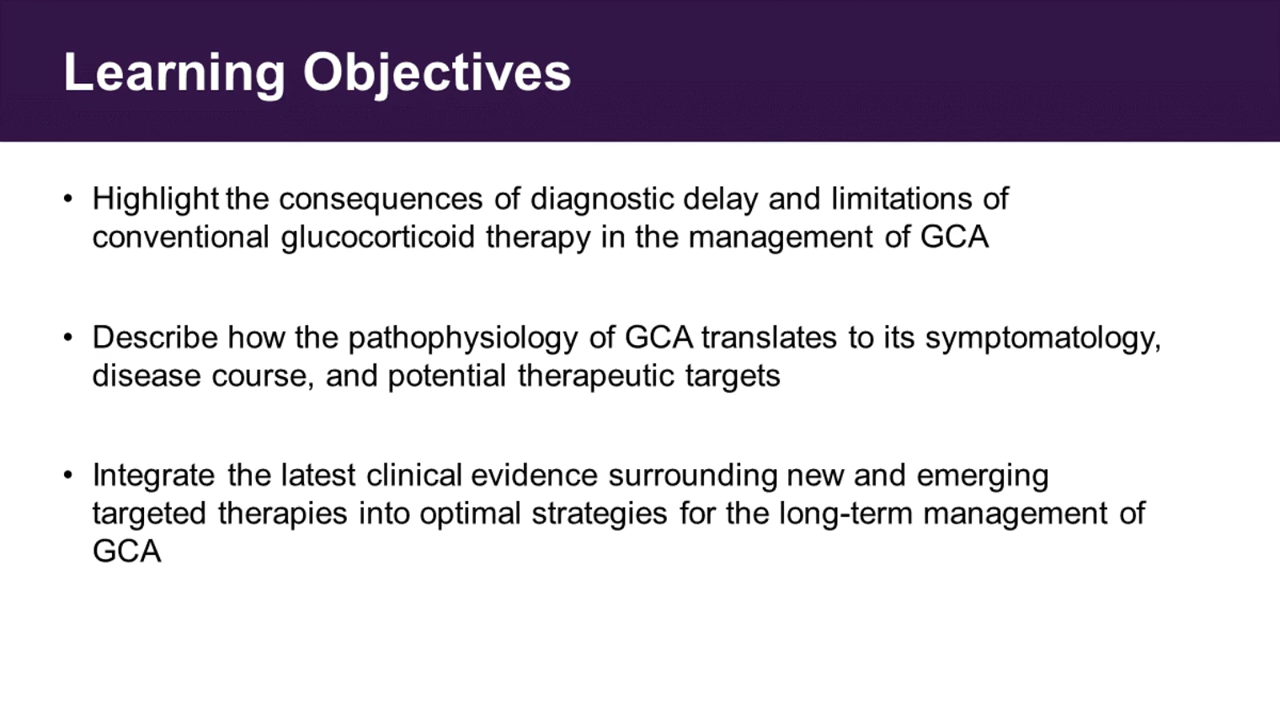 Learning Objectives
• Highlight the consequences of diagnostic delay and limitations of
conventional glucocorticoid therapy in the management of GCA
• Describe how the pathophysiology of GCA translates to its symptomatology,
disease course, and potential therapeutic targets
• Integrate the latest clinical evidence surrounding new and emerging
targeted therapies into optimal strategies for the long-term management of
GCA